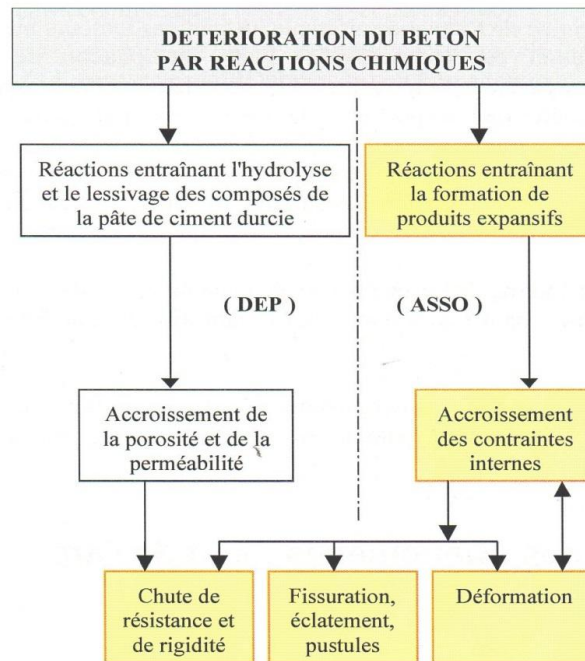 DETERIORATION DU BETON
PAR REACTIONS CHIMIQUES
Réactions entraînant l'hydrolyse
et le lessivage des composés de
la pâte de ciment durcie
Réactions entraînant
la formation de
produits expansifs
( DEP )
( ASSO )
Accroissement de
la porosité et de la
perméabilité
Accroissement
des contraintes
internes
Chute de
résistance et
de rigidité
Fissuration,
éclatement,
pustules
Déformation